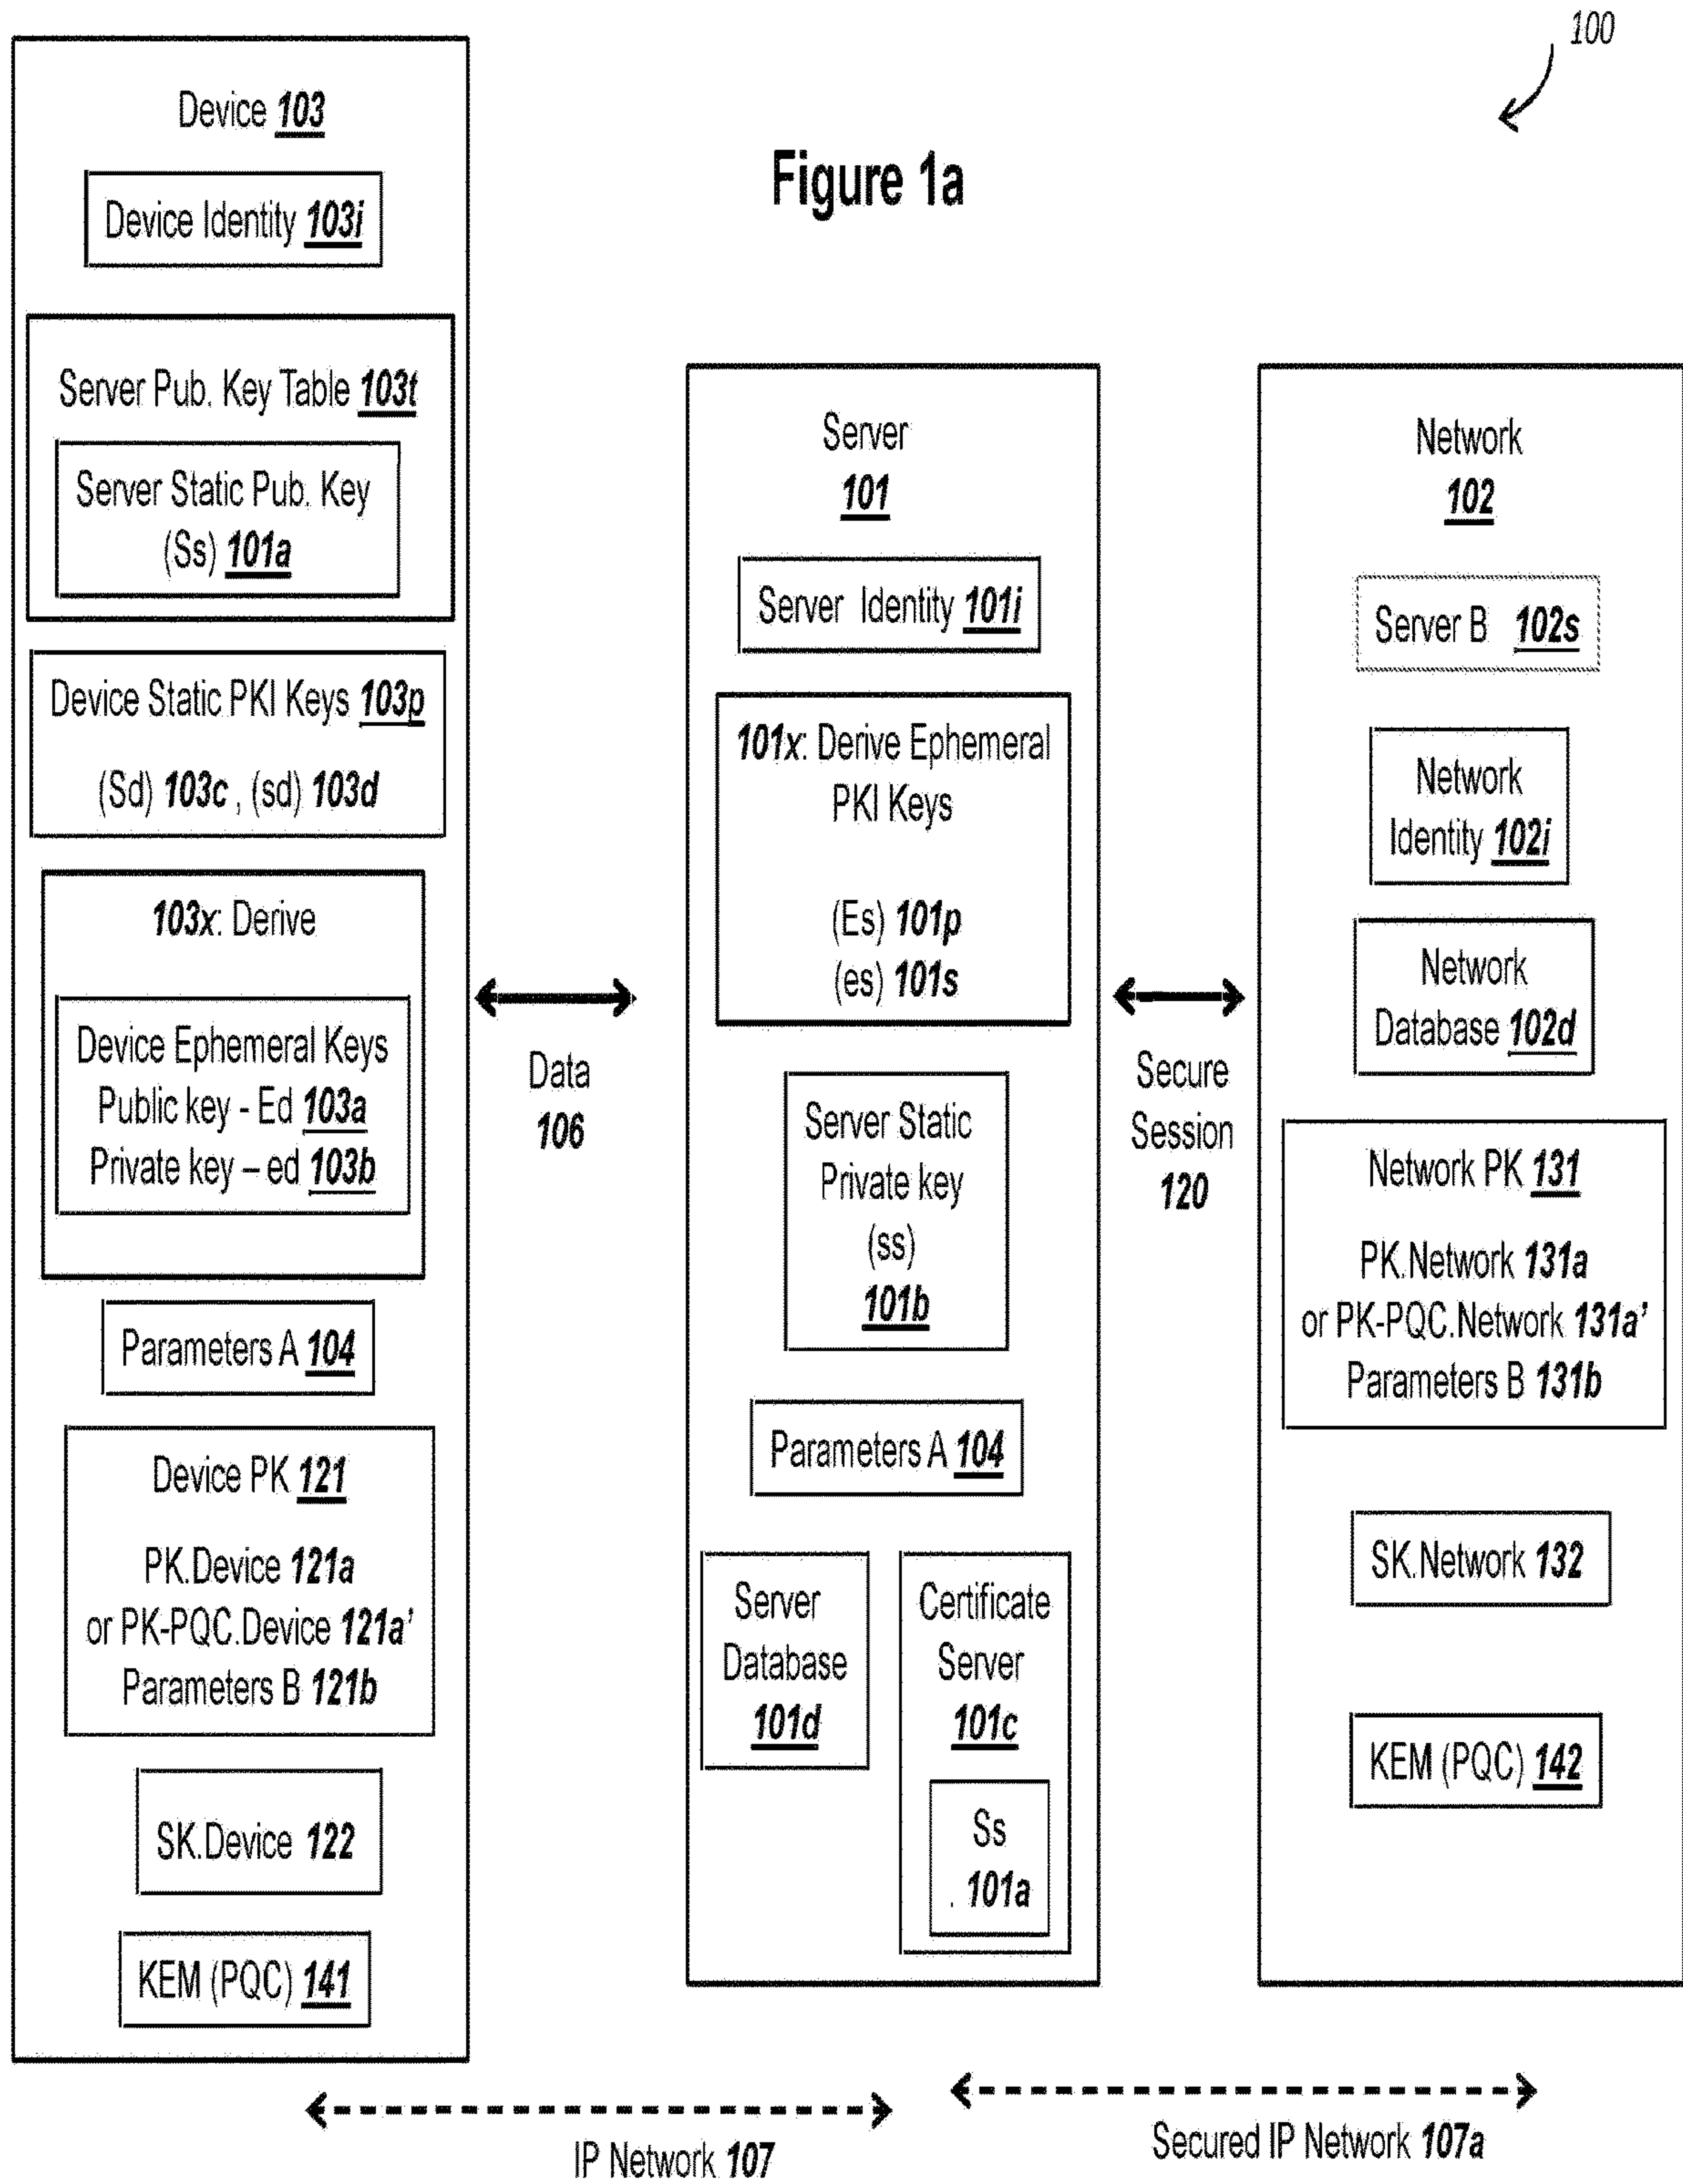 100
Figure 1a
Device 103
Device Identity 103i
Server Pub. Key Table 103t
Server Static Pub. Key
(Ss) 101a
Device Static PKI Keys 103p
(Sd) 103c , (sd) 103d
103x: Derive
Device Ephemeral Keys
Public key - Ed 103a
Private key – ed 103b
Parameters A 104
Device PK 121
PK.Device 121a
or PK-PQC.Device 121a’
Parameters B 121b
SK.Device 122
KEM (PQC) 141
Data
106
Server
101
Server Identity 101i
101x: Derive Ephemeral
PKI Keys
(Es) 101p
(es) 101s
Server Static
Private key
(ss)
101b
Parameters A 104
Server
Database
101d
Certificate
Server
101c
Ss
. 101a
Secure
Session
120
Network
102
Server B 102s
Network
Identity 102i
Network
Database 102d
Network PK 131
PK.Network 131a
or PK-PQC.Network 131a’
Parameters B 131b
SK.Network 132
KEM (PQC) 142
IP Network 107
Secured IP Network 107a